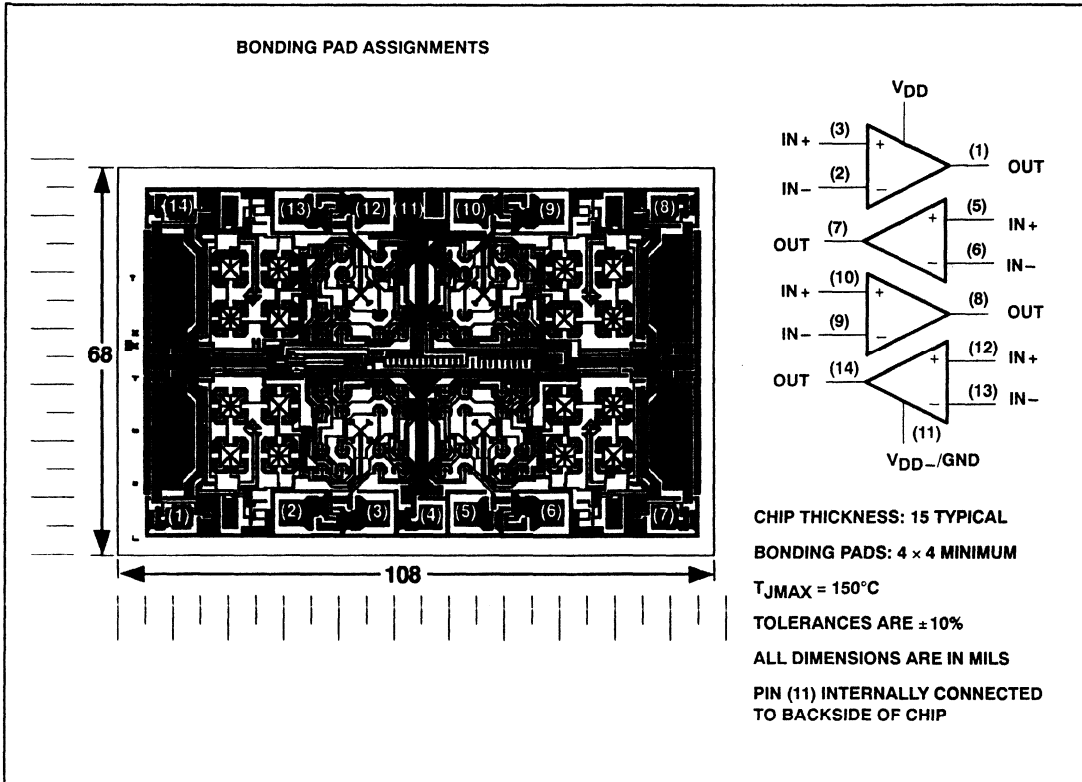 BONDING PAD ASSIGNMENTS
(14) (13) (12) (11) (10) (9) (8)
68
(1) (2) (3) (4) (5) (6) (7)
108
VDD
IN+ (3) + (1) OUT
IN− (2) −
OUT (7) + (5) IN+
− (6) IN−
IN+ (10) + (8) OUT
IN− (9) −
OUT (14) + (12) IN+
− (13) IN−
(11)
VDD−/GND
CHIP THICKNESS: 15 TYPICAL
BONDING PADS: 4 × 4 MINIMUM
TJMAX = 150°C
TOLERANCES ARE ±10%
ALL DIMENSIONS ARE IN MILS
PIN (11) INTERNALLY CONNECTED
TO BACKSIDE OF CHIP